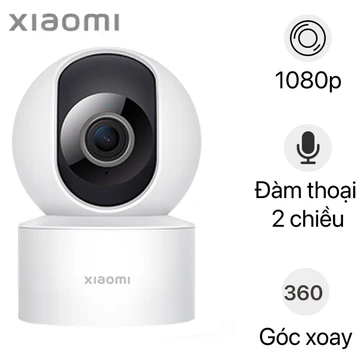 xiaomi
1080p
xiaomi
Đàm thoại
2 chiều
360
Góc xoay